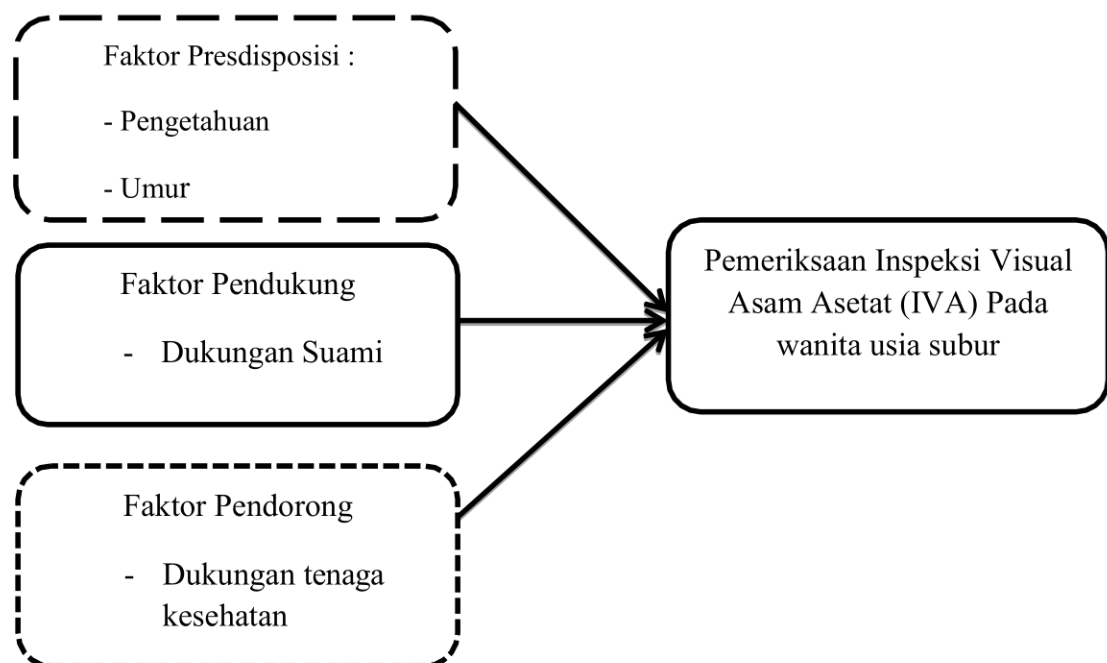 Faktor Presdisposisi :
- Pengetahuan
- Umur
Faktor Pendukung
- Dukungan Suami
Faktor Pendorong
- Dukungan tenaga
kesehatan
Pemeriksaan Inspeksi Visual
Asam Asetat (IVA) Pada
wanita usia subur